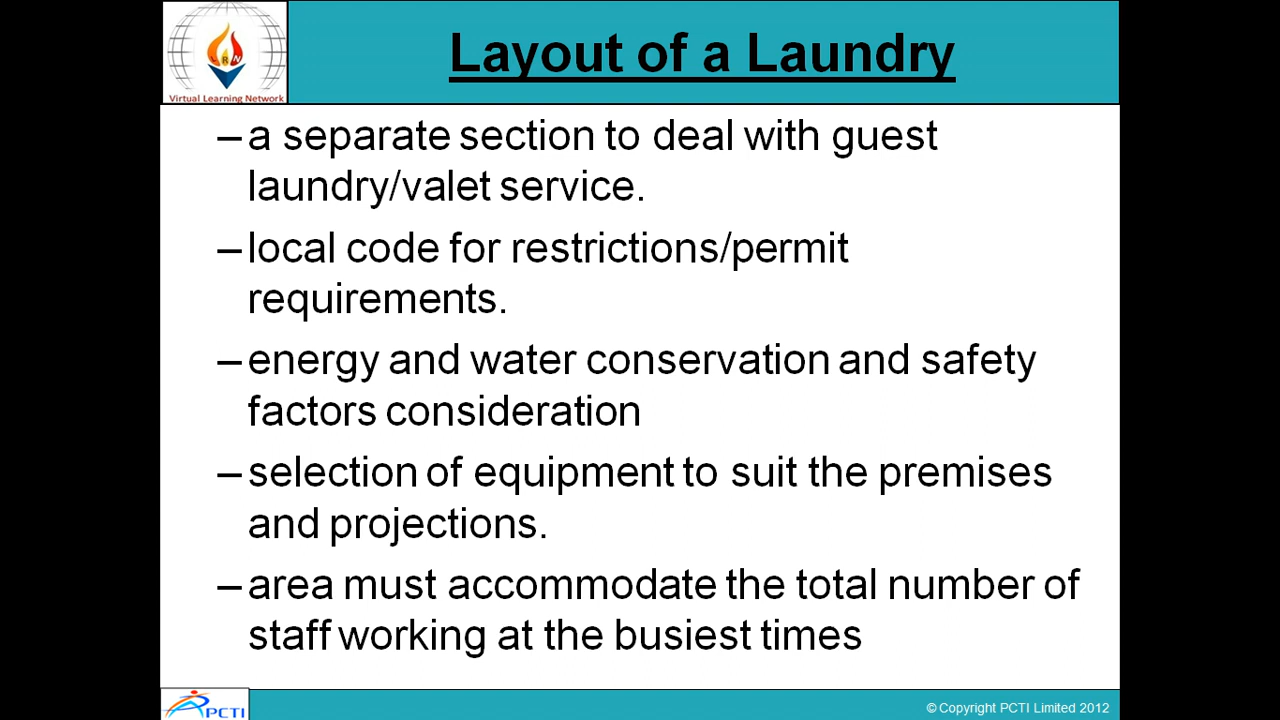 Layout of a Laundry
Virtual Learning Network
–a separate section to deal with guest
laundry/valet service.
–local code for restrictions/permit
requirements.
–energy and water conservation and safety
factors consideration
–selection of equipment to suit the premises
and projections.
–area must accommodate the total number of
staff working at the busiest times
PCTI
© Copyright PCTI Limited 2012